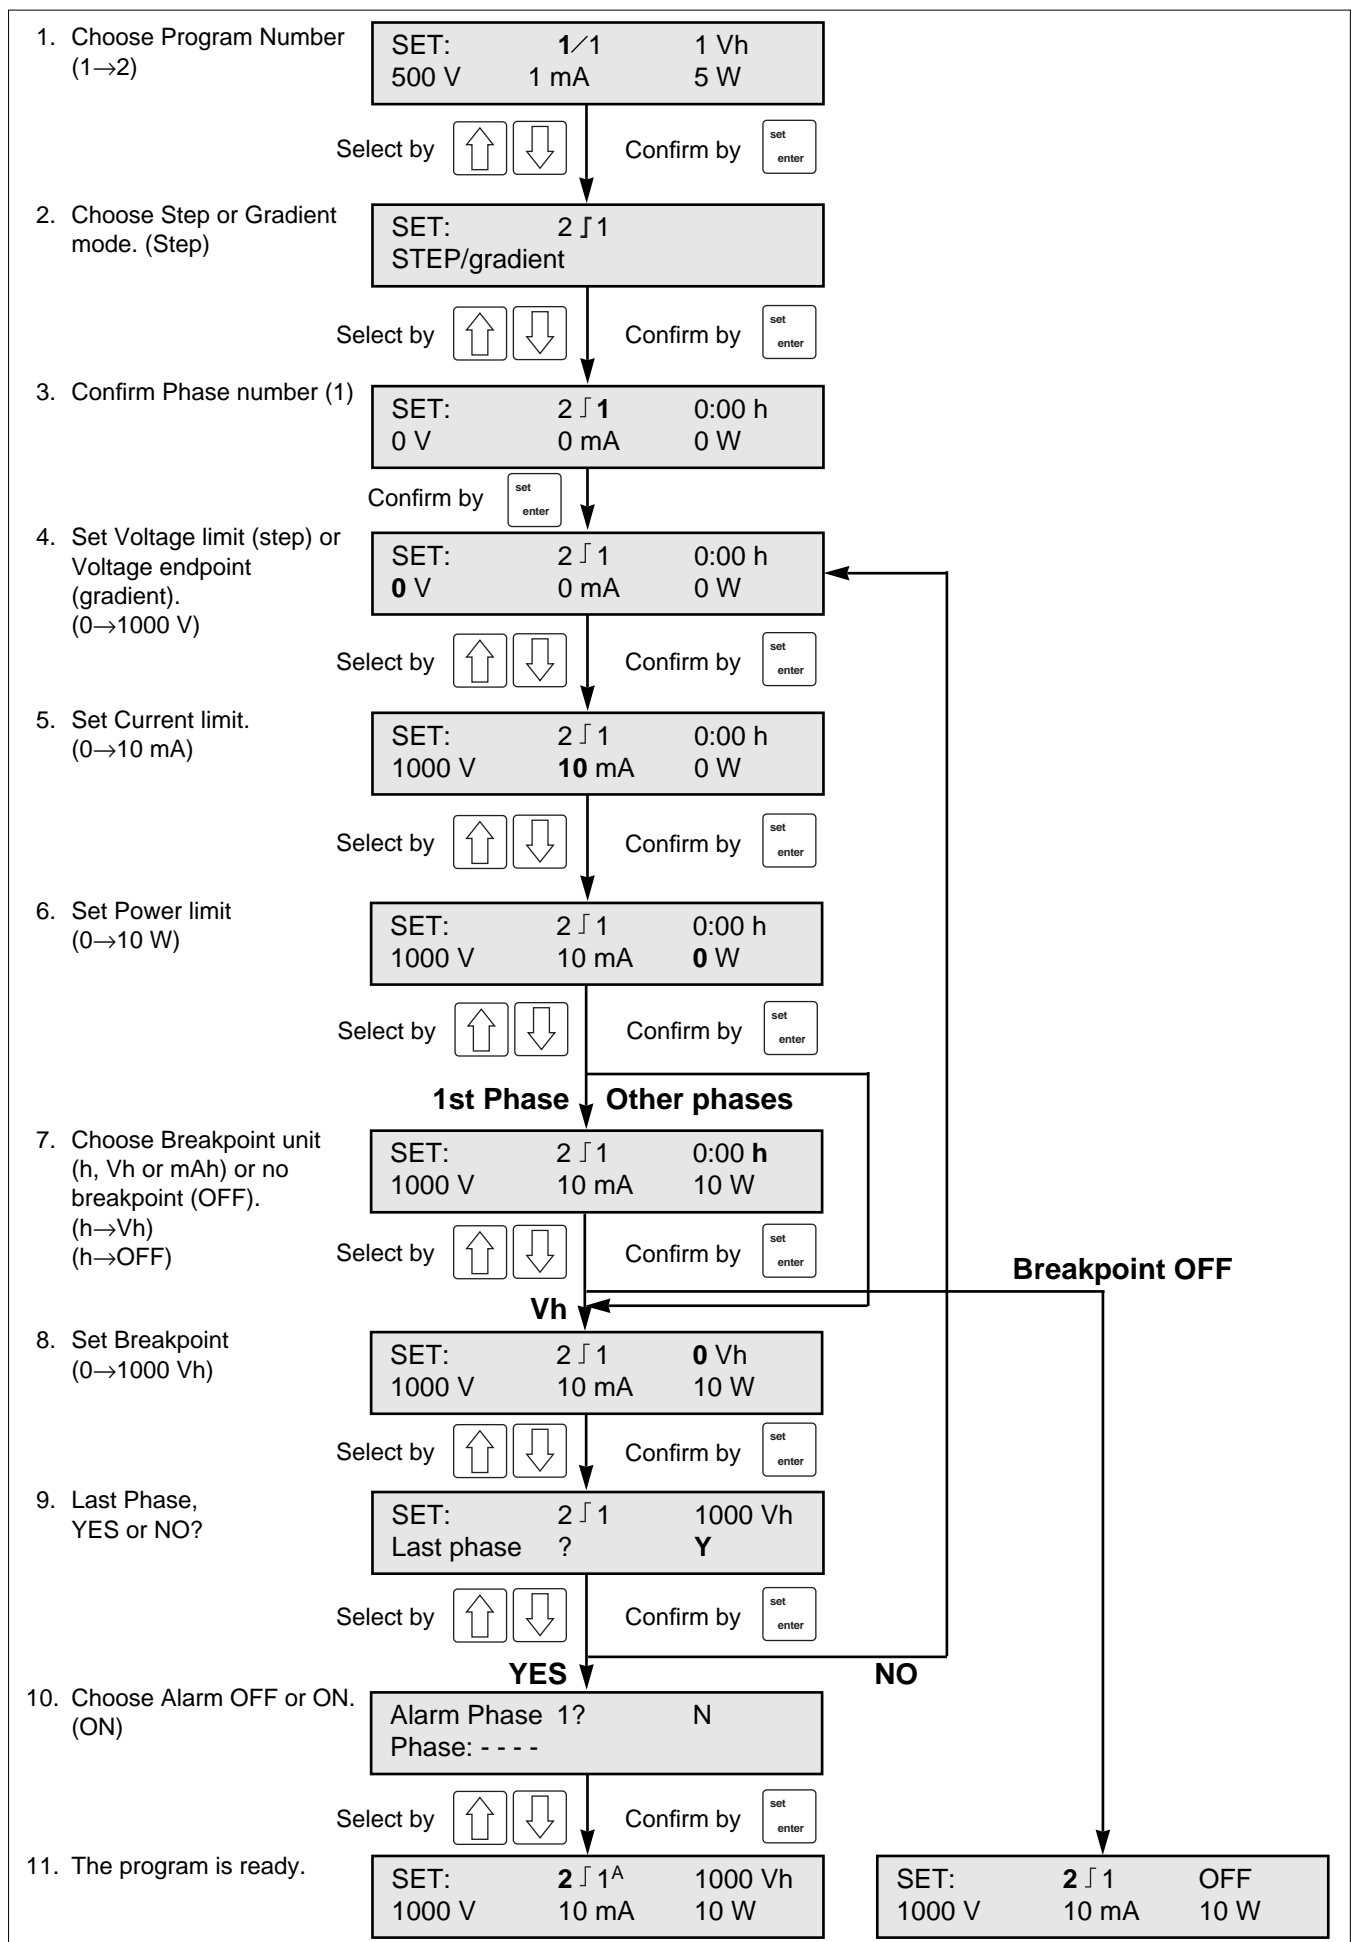 1. Choose Program Number
(1→2)
SET: 1/1 1 Vh
500 V 1 mA 5 W
Select by Confirm by set enter
2. Choose Step or Gradient
mode. (Step)
SET: 2 ⌡1
STEP/gradient
Select by Confirm by set enter
3. Confirm Phase number (1)
SET: 2 ⌡1 0:00 h
0 V 0 mA 0 W
Confirm by set enter
4. Set Voltage limit (step) or
Voltage endpoint
(gradient).
(0→1000 V)
SET: 2 ⌡1 0:00 h
0 V 0 mA 0 W
Select by Confirm by set enter
5. Set Current limit.
(0→10 mA)
SET: 2 ⌡1 0:00 h
1000 V 10 mA 0 W
Select by Confirm by set enter
6. Set Power limit
(0→10 W)
SET: 2 ⌡1 0:00 h
1000 V 10 mA 0 W
Select by Confirm by set enter
1st Phase Other phases
7. Choose Breakpoint unit
(h, Vh or mAh) or no
breakpoint (OFF).
(h→Vh)
(h→OFF)
SET: 2 ⌡1 0:00 h
1000 V 10 mA 10 W
Select by Confirm by set enter
Breakpoint OFF
Vh
8. Set Breakpoint
(0→1000 Vh)
SET: 2 ⌡1 0 Vh
1000 V 10 mA 10 W
Select by Confirm by set enter
9. Last Phase,
YES or NO?
SET: 2 ⌡1 1000 Vh
Last phase ? Y
Select by Confirm by set enter
YES NO
10. Choose Alarm OFF or ON.
(ON)
Alarm Phase 1? N
Phase: - - - -
Select by Confirm by set enter
11. The program is ready.
SET: 2 ⌡1ᴬ 1000 Vh
1000 V 10 mA 10 W
SET: 2 ⌡1 OFF
1000 V 10 mA 10 W